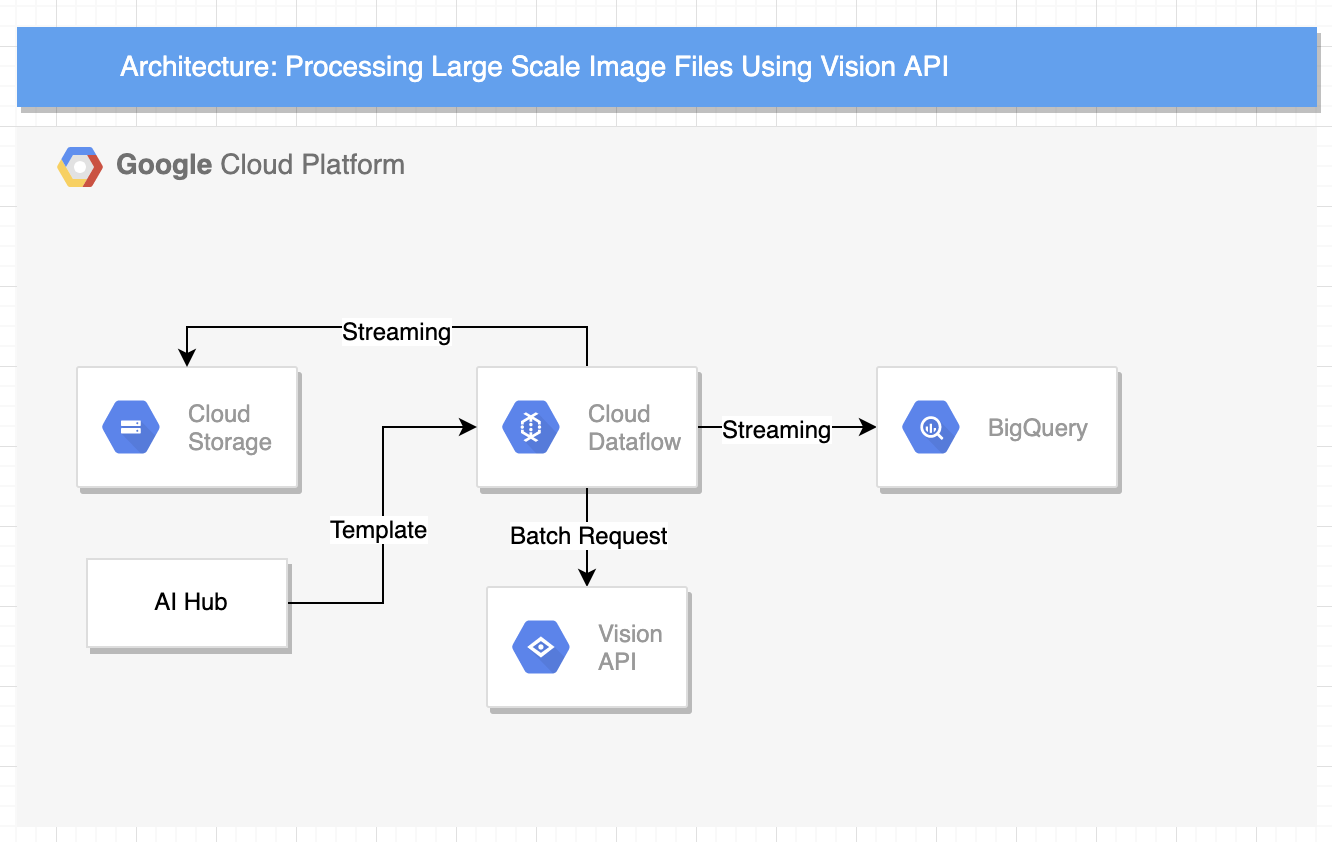 Architecture: Processing Large Scale Image Files Using Vision API
Google Cloud Platform
Streaming
Cloud
Storage
Cloud
Dataflow
Streaming
BigQuery
Template
Batch Request
AI Hub
Vision
API